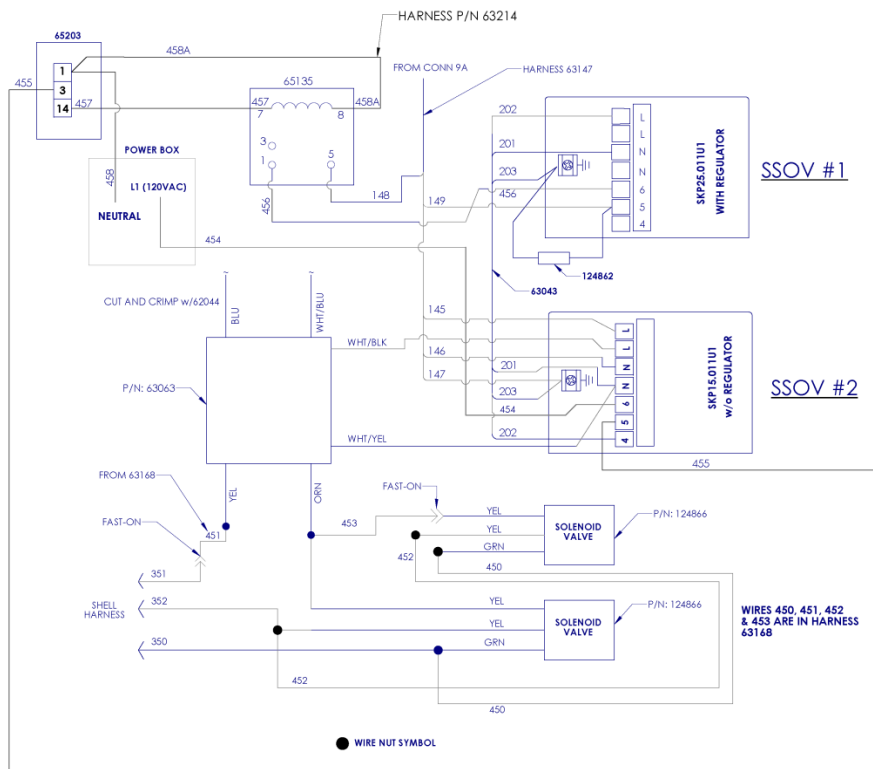 HARNESS P/N 63214
65203
458A
FROM CONN 9A
HARNESS 63147
455
1
3
14
457
65135
457
7
8
458A
3
1
5
456
148
POWER BOX
L1 (120VAC)
458
NEUTRAL
454
202
201
203
456
149
L
L
N
N
6
5
4
SKP25.011U1
WITH REGULATOR
SSOV #1
124862
63043
CUT AND CRIMP w/62044
BLU
WHT/BLU
WHT/BLK
P/N: 63063
WHT/YEL
145
146
147
201
203
454
202
L
L
N
N
6
5
4
SKP15.011U1
w/o REGULATOR
SSOV #2
455
FROM 63168
YEL
ORN
FAST-ON
451
FAST-ON
453
YEL
YEL
GRN
452
450
SOLENOID
VALVE
P/N: 124866
351
352
350
SHELL
HARNESS
YEL
YEL
GRN
SOLENOID
VALVE
P/N: 124866
WIRES 450, 451, 452
& 453 ARE IN HARNESS
63168
452
450
WIRE NUT SYMBOL